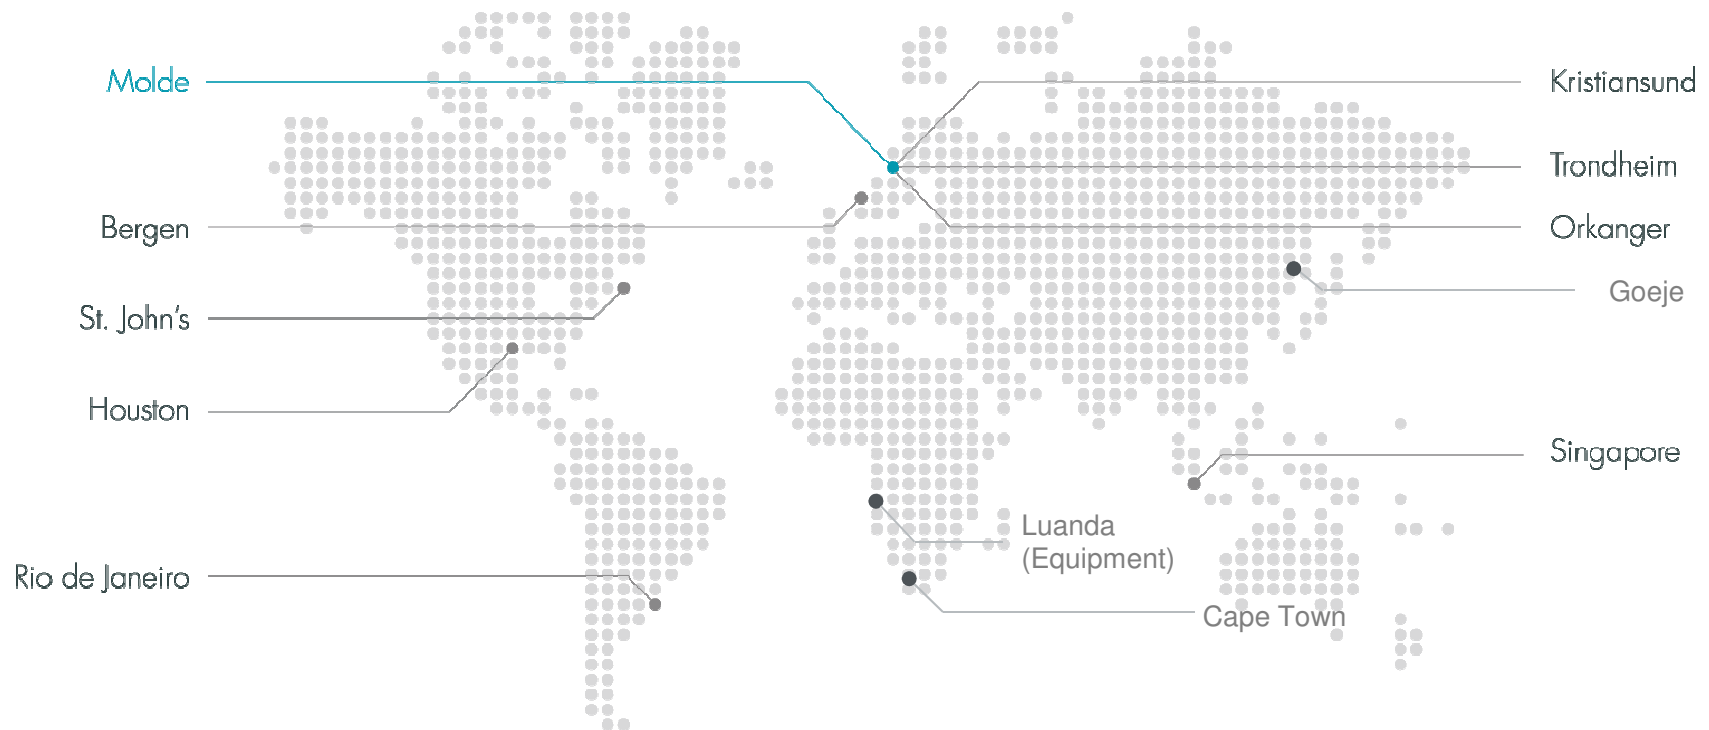 Molde
Kristiansund
Trondheim
Bergen
Orkanger
Goeje
St. John's
Houston
Singapore
Luanda
(Equipment)
Rio de Janeiro
Cape Town